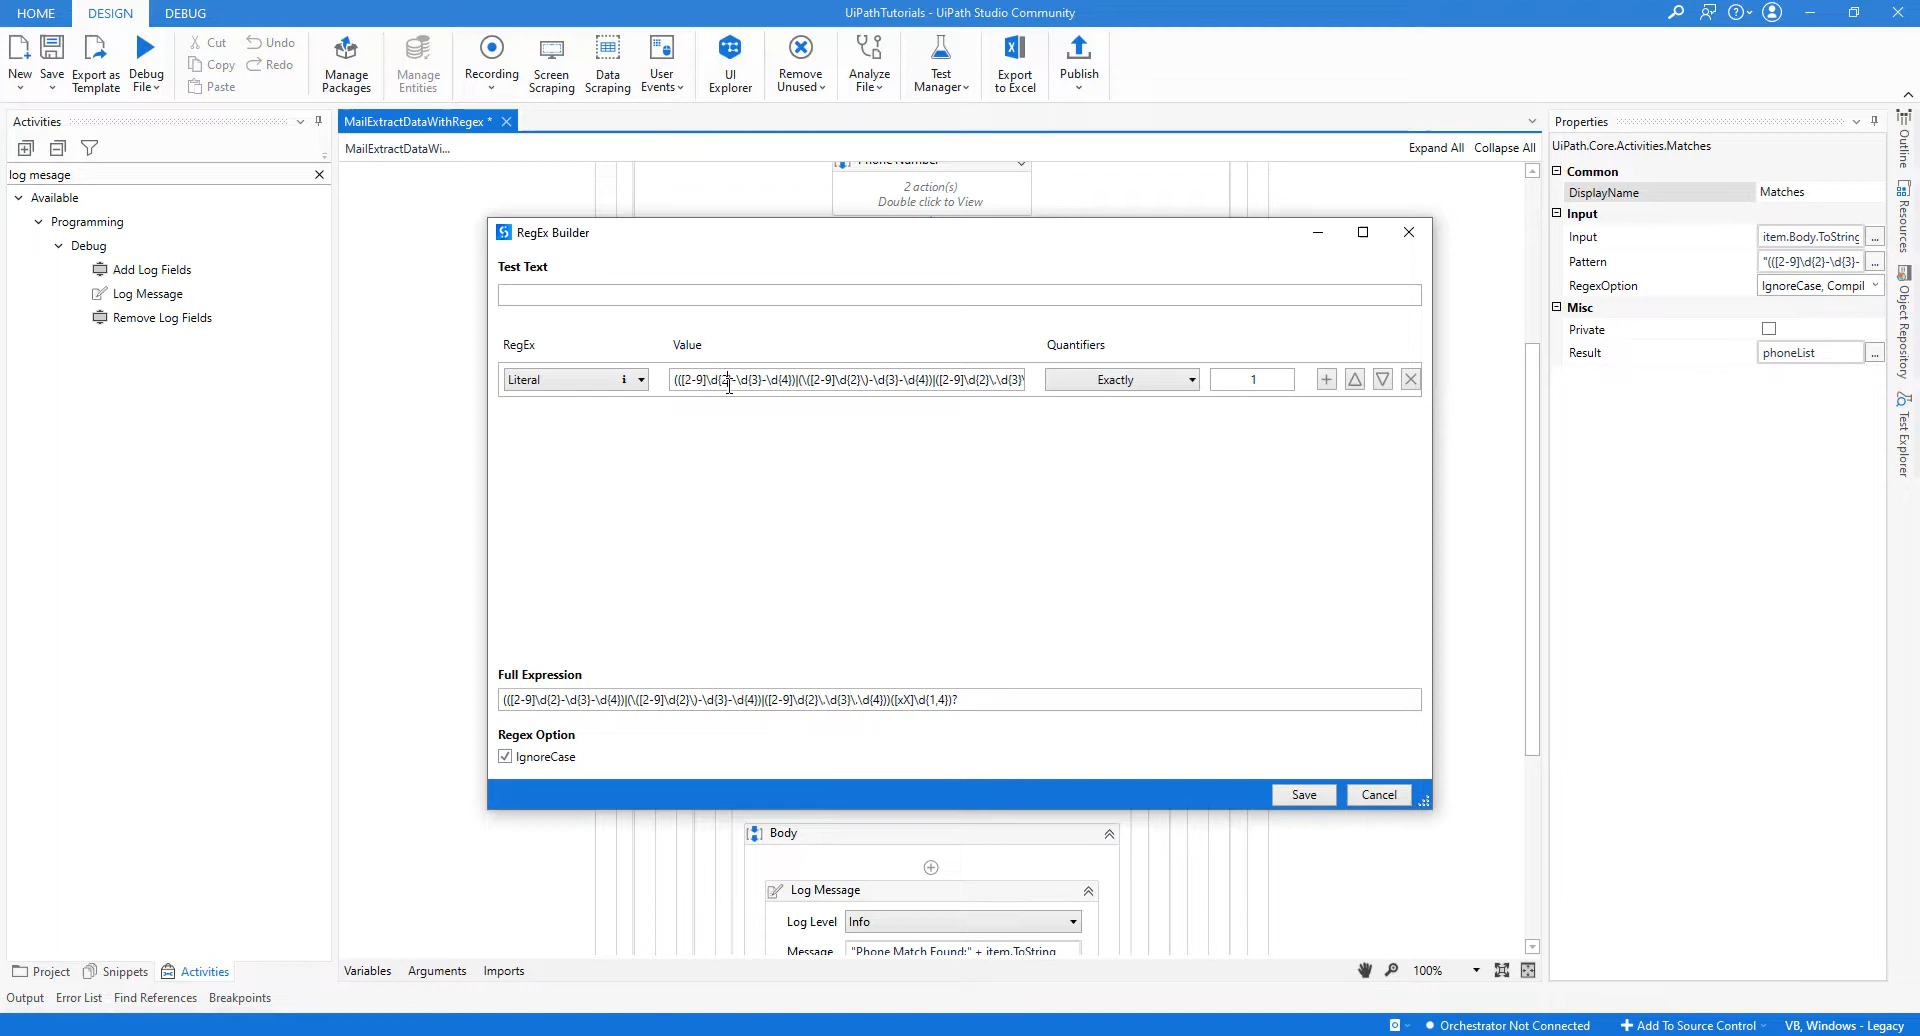 HOME DESIGN DEBUG
UiPathTutorials - UiPath Studio Community
New
Save
Export as Template
Debug File
Cut
Copy
Paste
Undo
Redo
Manage Packages
Manage Entities
Recording
Screen Scraping
Data Scraping
User Events
UI Explorer
Remove Unused
Analyze File
Test Manager
Export to Excel
Publish
Activities
log mesage
Available
Programming
Debug
Add Log Fields
Log Message
Remove Log Fields
MailExtractDataWithRegex *
MailExtractDataWi...
Expand All Collapse All
Phone Number
2 action(s)
Double click to View
RegEx Builder
Test Text
RegEx Value Quantifiers
Literal
(([2-9]\d{2}-\d{3}-\d{4})|(\([2-9]\d{2}\)-\d{3}-\d{4})|([2-9]\d{2}\.\d{3}\
Exactly
1
Full Expression
(([2-9]\d{2}-\d{3}-\d{4})|(\([2-9]\d{2}\)-\d{3}-\d{4})|([2-9]\d{2}\.\d{3}\.\d{4}))([xX]\d{1,4})?
Regex Option
IgnoreCase
Save
Cancel
Body
Log Message
Log Level Info
Message "Phone Match Found:" + item.ToString
Variables Arguments Imports
100%
Properties
UiPath.Core.Activities.Matches
Common
DisplayName Matches
Input
Input item.Body.ToString ...
Pattern "(([2-9]\d{2}-\d{3}- ...
RegexOption IgnoreCase, Compil
Misc
Private
Result phoneList ...
Outline
Resources
Object Repository
Test Explorer
Project Snippets Activities
Output Error List Find References Breakpoints
Orchestrator Not Connected
Add To Source Control
VB, Windows - Legacy